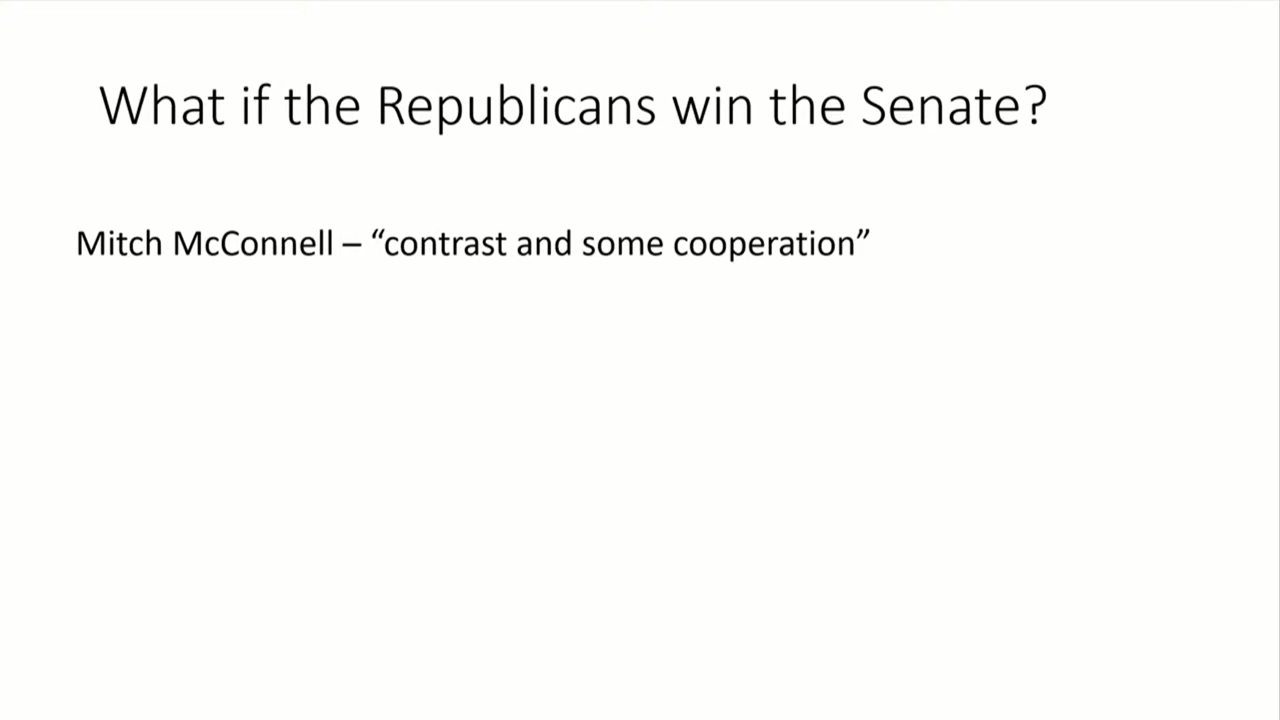 What if the Republicans win the Senate?
Mitch McConnell – “contrast and some cooperation”